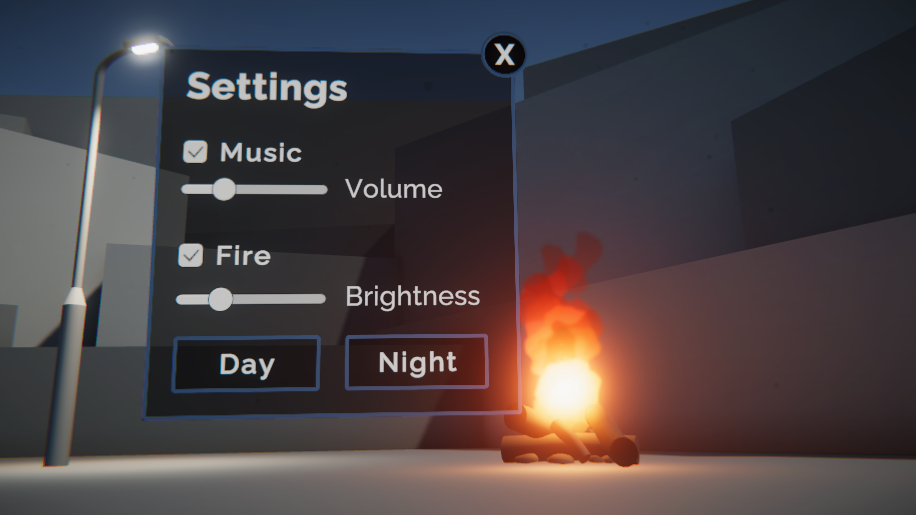 X
Settings
Music
Volume
Fire
Brightness
Day
Night